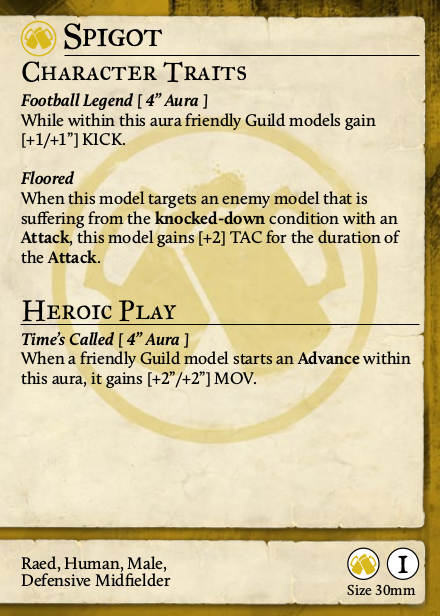 Spigot
Character Traits
Football Legend [ 4” Aura ]
While within this aura friendly Guild models gain
[+1/+1”] KICK.
Floored
When this model targets an enemy model that is
suffering from the knocked-down condition with an
Attack, this model gains [+2] TAC for the duration of
the Attack.
Heroic Play
Time’s Called [ 4” Aura ]
When a friendly Guild model starts an Advance within
this aura, it gains [+2”/+2”] MOV.
Raed, Human, Male,
Defensive Midfielder
1
Size 30mm